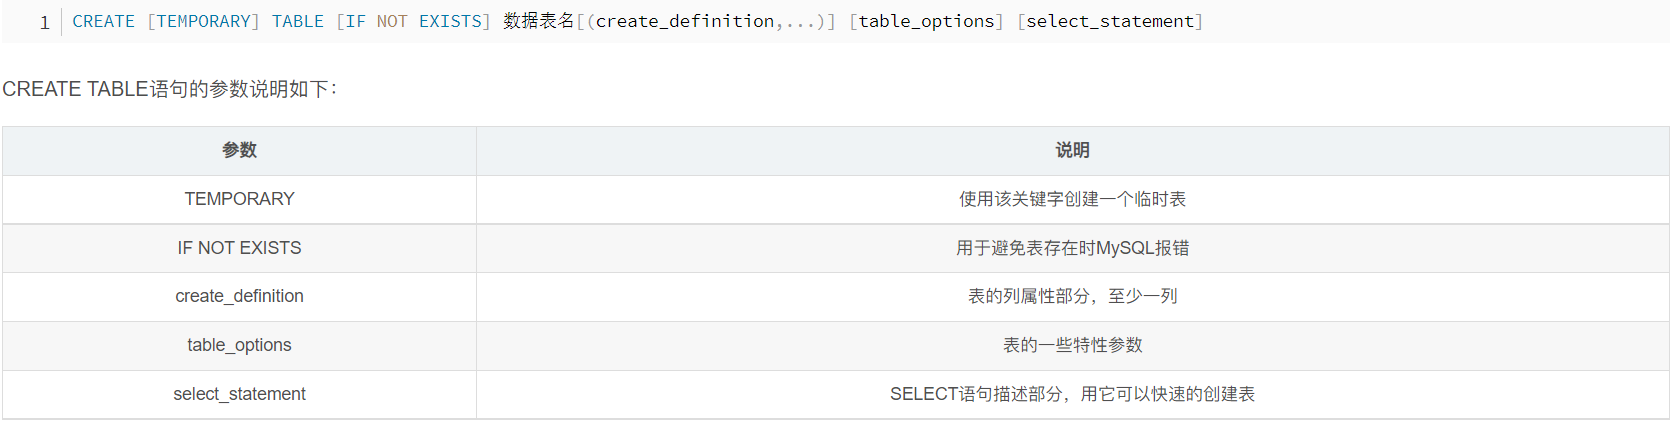 1 CREATE [TEMPORARY] TABLE [IF NOT EXISTS] 数据表名[(create_definition,...)] [table_options] [select_statement]
CREATE TABLE语句的参数说明如下：
参数 说明
TEMPORARY 使用该关键字创建一个临时表
IF NOT EXISTS 用于避免表存在时MySQL报错
create_definition 表的列属性部分，至少一列
table_options 表的一些特性参数
select_statement SELECT语句描述部分，用它可以快速的创建表